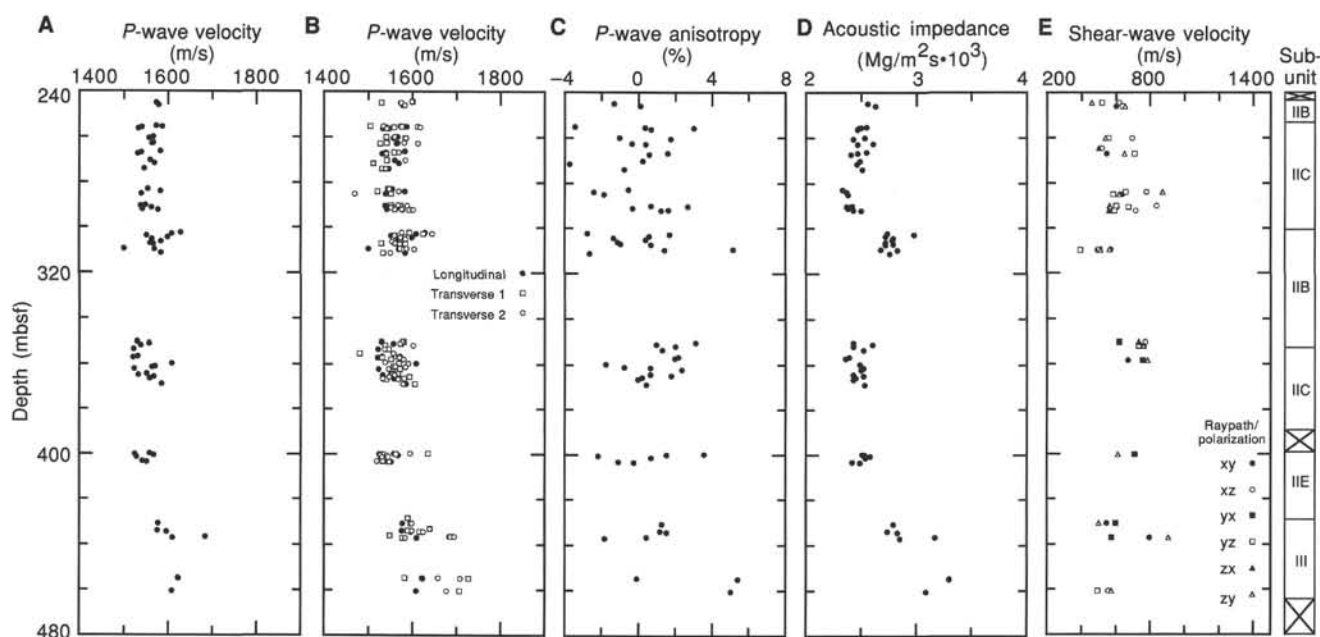 A
P-wave velocity
(m/s)
1400 1600 1800
B
P-wave velocity
(m/s)
1400 1600 1800
C
P-wave anisotropy
(%)
−4 0 4 8
D
Acoustic impedance
(Mg/m²s•10³)
2 3 4
E
Shear-wave velocity
(m/s)
200 800 1400
Sub-
unit
Depth (mbsf)
240
320
400
480
Longitudinal
Transverse 1
Transverse 2
Raypath/
polarization
xy
xz
yx
yz
zx
zy
IIB
IIC
IIB
IIC
IIE
III